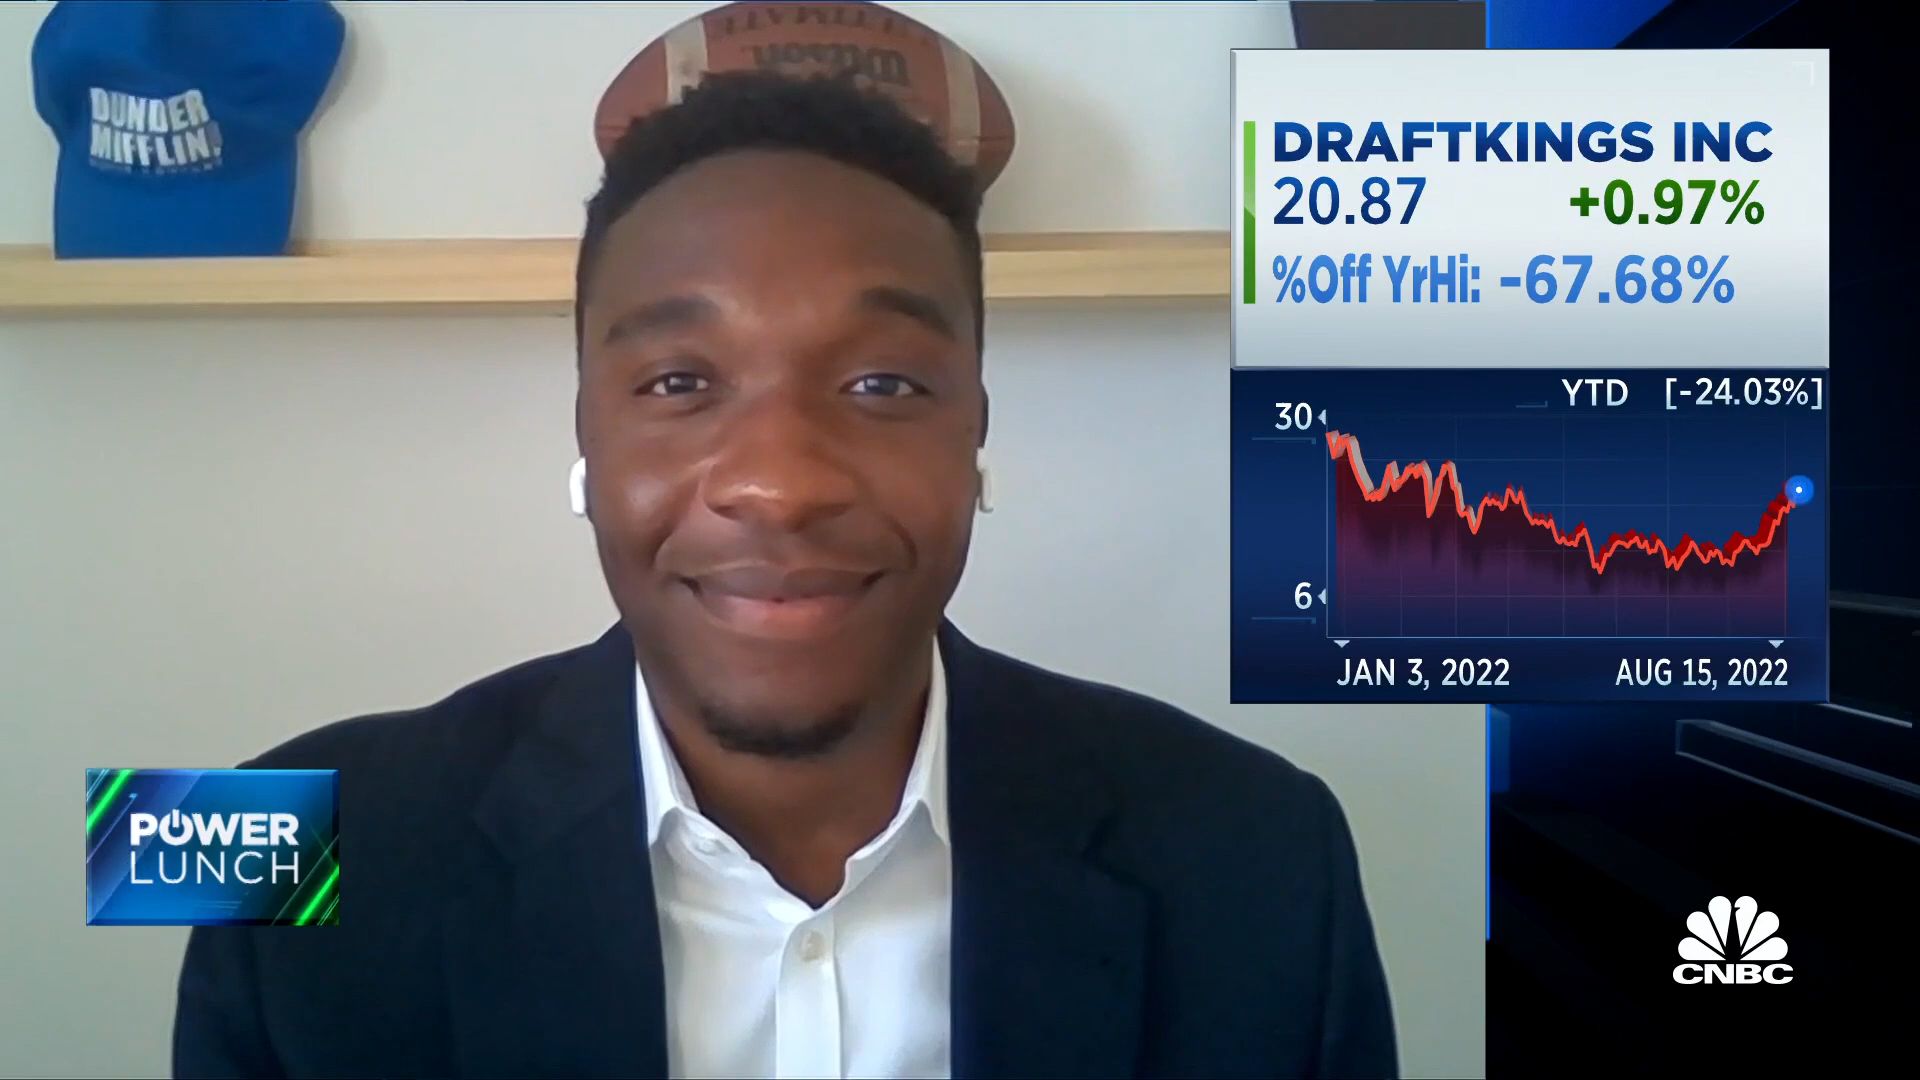 DUNDER
MIFFLIN
Wilson
DRAFTKINGS INC
20.87 +0.97%
%Off YrHi: -67.68%
YTD [-24.03%]
30
6
JAN 3, 2022 AUG 15, 2022
POWER
LUNCH
CNBC